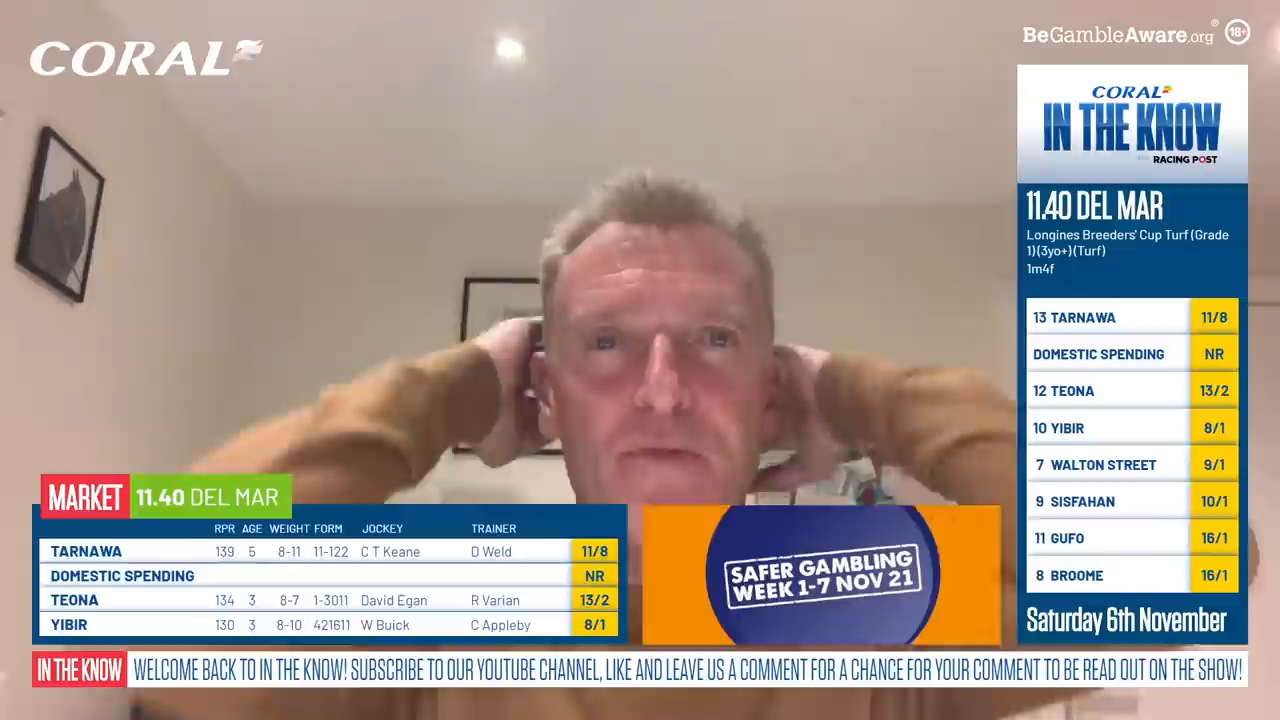 CORAL
BeGambleAware.org® 18+
CORAL
IN THE KNOW
WITH RACING POST
11.40 DEL MAR
Longines Breeders' Cup Turf (Grade
1) (3yo+) (Turf)
1m4f
13 TARNAWA 11/8
DOMESTIC SPENDING NR
12 TEONA 13/2
10 YIBIR 8/1
7 WALTON STREET 9/1
9 SISFAHAN 10/1
11 GUFO 16/1
8 BROOME 16/1
Saturday 6th November
MARKET 11.40 DEL MAR
RPR AGE WEIGHT FORM JOCKEY TRAINER
TARNAWA 139 5 8-11 11-122 C T Keane D Weld 11/8
DOMESTIC SPENDING NR
TEONA 134 3 8-7 1-3011 David Egan R Varian 13/2
YIBIR 130 3 8-10 421611 W Buick C Appleby 8/1
SAFER GAMBLING
WEEK 1-7 NOV 21
IN THE KNOW WELCOME BACK TO IN THE KNOW! SUBSCRIBE TO OUR YOUTUBE CHANNEL, LIKE AND LEAVE US A COMMENT FOR A CHANCE FOR YOUR COMMENT TO BE READ OUT ON THE SHOW!